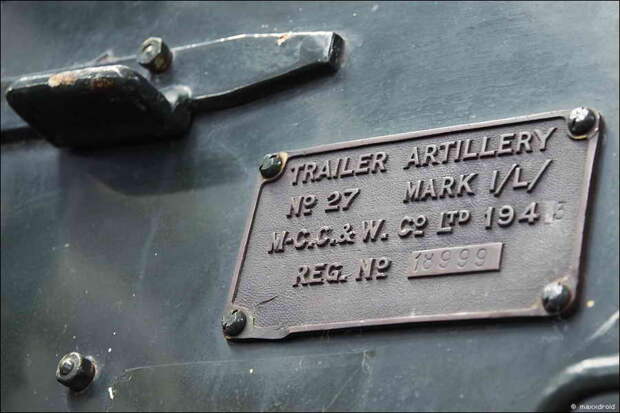 TRAILER ARTILLERY
Nº 27 MARK I/L/
M-C.C.& W. Cº LTD 194
REG. Nº 18999
© maxxdroid